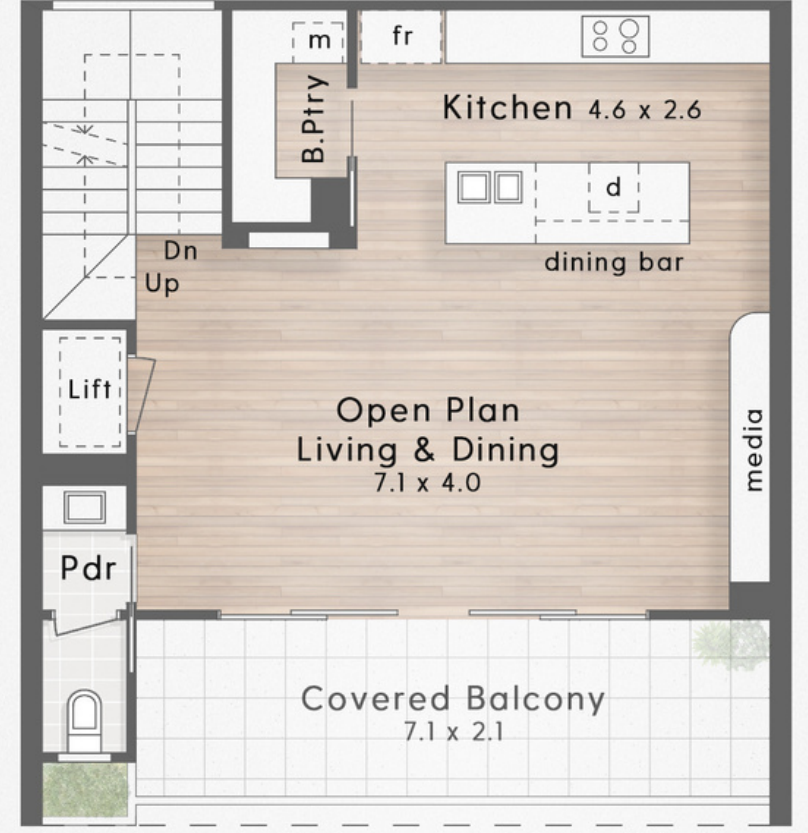 m
fr
B.Ptry
Kitchen 4.6 x 2.6
d
dining bar
Dn
Up
Lift
Open Plan
Living & Dining
7.1 x 4.0
media
Pdr
Covered Balcony
7.1 x 2.1